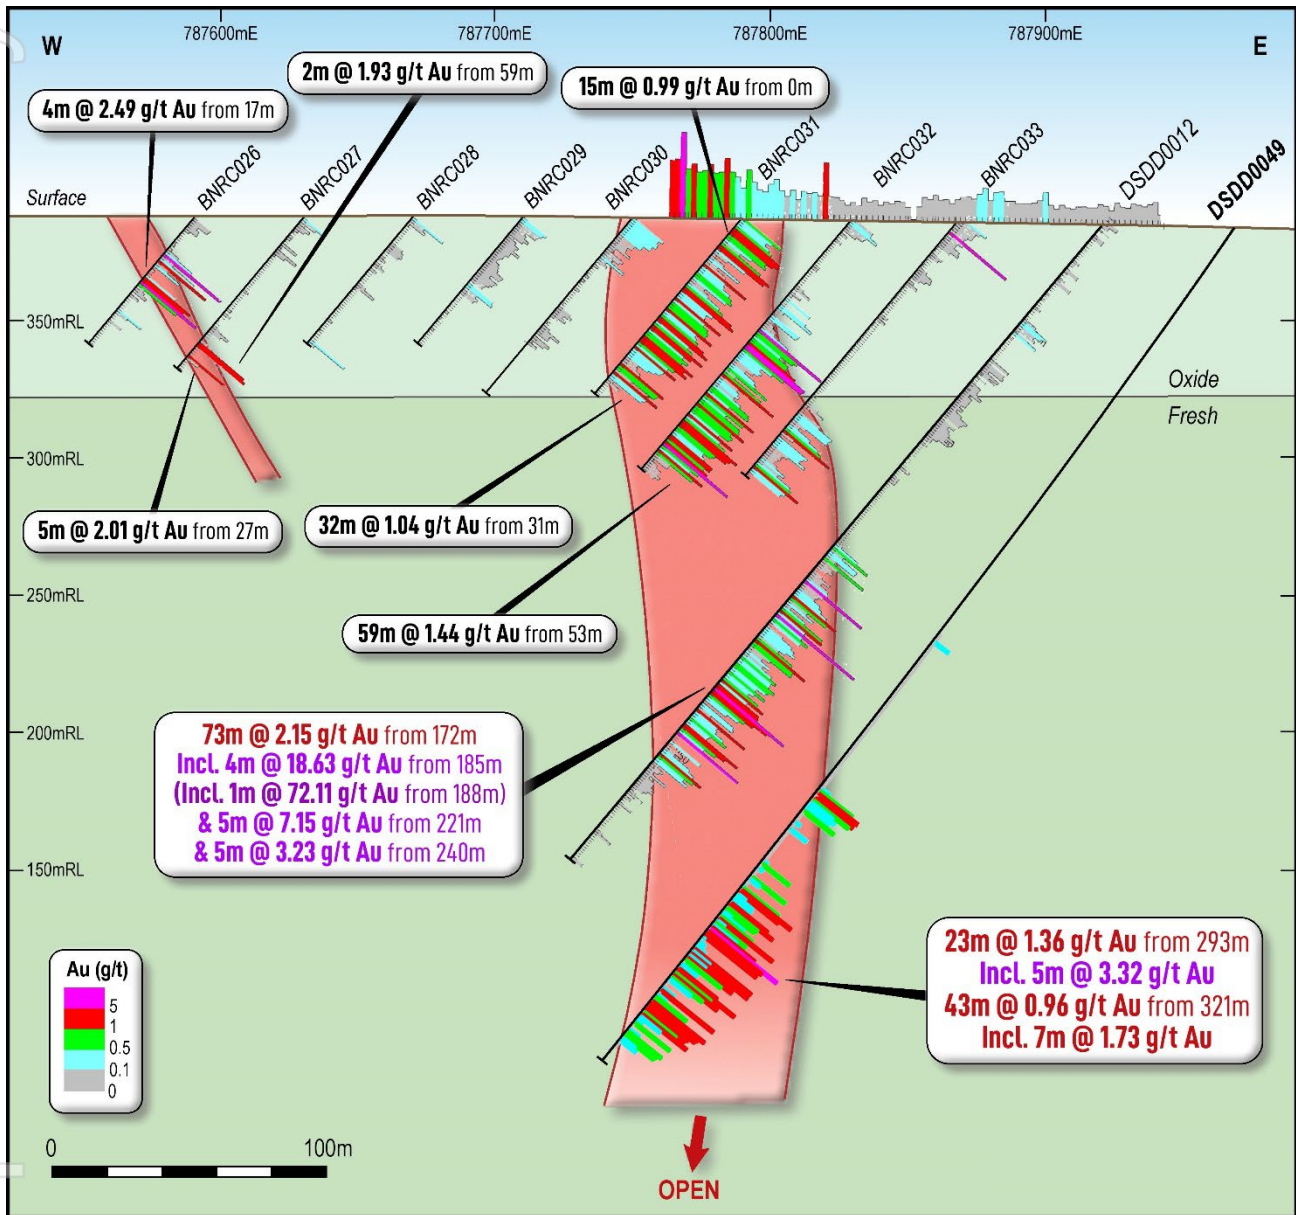 787600mE
787700mE
787800mE
787900mE
W
E
2m @ 1.93 g/t Au from 59m
4m @ 2.49 g/t Au from 17m
15m @ 0.99 g/t Au from 0m
Surface
BNRC026
BNRC027
BNRC028
BNRC029
BNRC030
BNRC031
BNRC032
BNRC033
DSDD0012
DSDD0049
350mRL
Oxide
Fresh
300mRL
5m @ 2.01 g/t Au from 27m
32m @ 1.04 g/t Au from 31m
250mRL
59m @ 1.44 g/t Au from 53m
200mRL
73m @ 2.15 g/t Au from 172m
Incl. 4m @ 18.63 g/t Au from 185m
(Incl. 1m @ 72.11 g/t Au from 188m)
& 5m @ 7.15 g/t Au from 221m
& 5m @ 3.23 g/t Au from 240m
150mRL
23m @ 1.36 g/t Au from 293m
Incl. 5m @ 3.32 g/t Au
43m @ 0.96 g/t Au from 321m
Incl. 7m @ 1.73 g/t Au
Au (g/t)
5
1
0.5
0.1
0
0
100m
OPEN